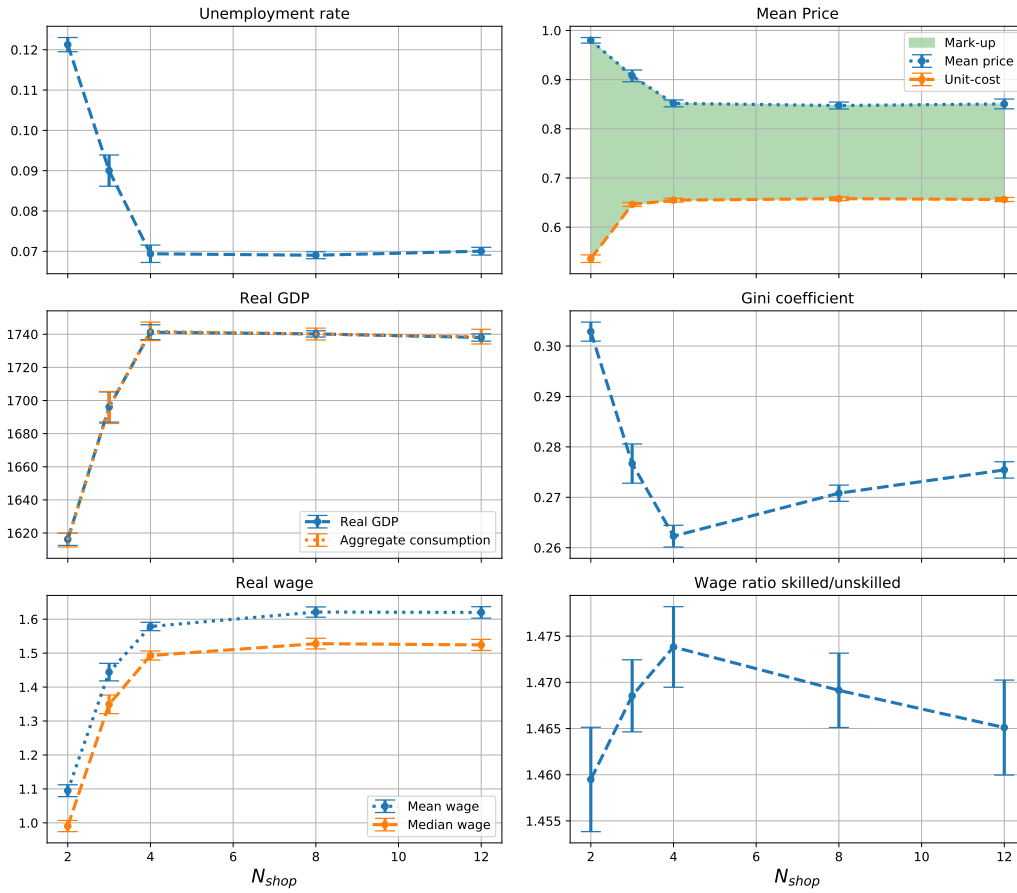 Unemployment rate
0.12
0.11
0.10
0.09
0.08
0.07
Mean Price
1.0
0.9
0.8
0.7
0.6
Mark-up
Mean price
Unit-cost
Real GDP
1740
1720
1700
1680
1660
1640
1620
Real GDP
Aggregate consumption
Gini coefficient
0.30
0.29
0.28
0.27
0.26
Real wage
1.6
1.5
1.4
1.3
1.2
1.1
1.0
Mean wage
Median wage
2 4 6 8 10 12
N_shop
Wage ratio skilled/unskilled
1.475
1.470
1.465
1.460
1.455
2 4 6 8 10 12
N_shop